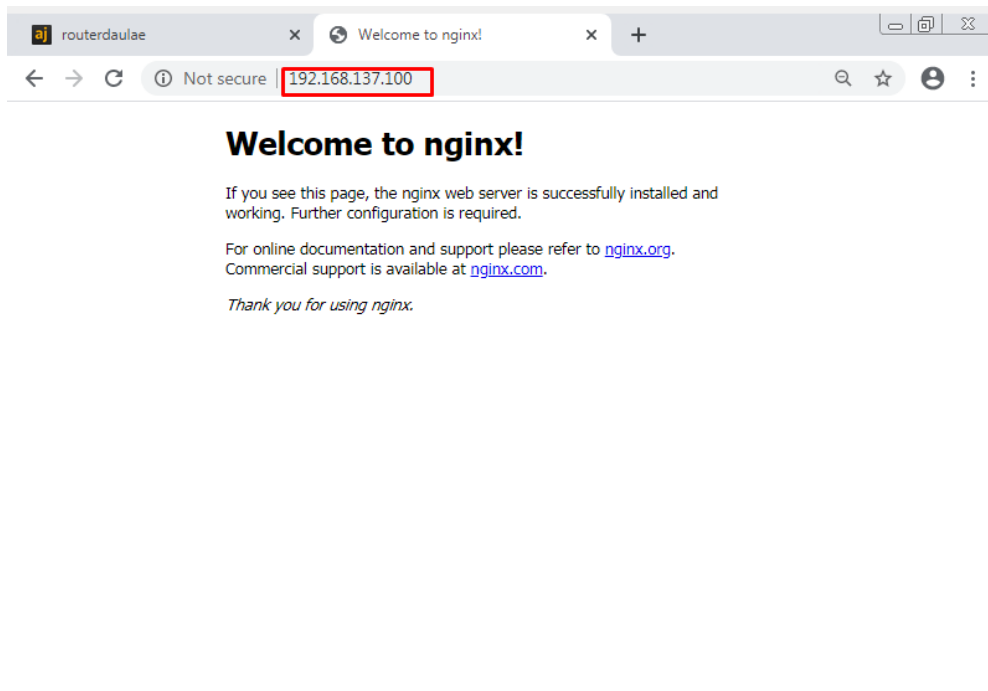 aj routerdaulae Welcome to nginx!
Not secure 192.168.137.100
Welcome to nginx!
If you see this page, the nginx web server is successfully installed and
working. Further configuration is required.
For online documentation and support please refer to nginx.org.
Commercial support is available at nginx.com.
Thank you for using nginx.